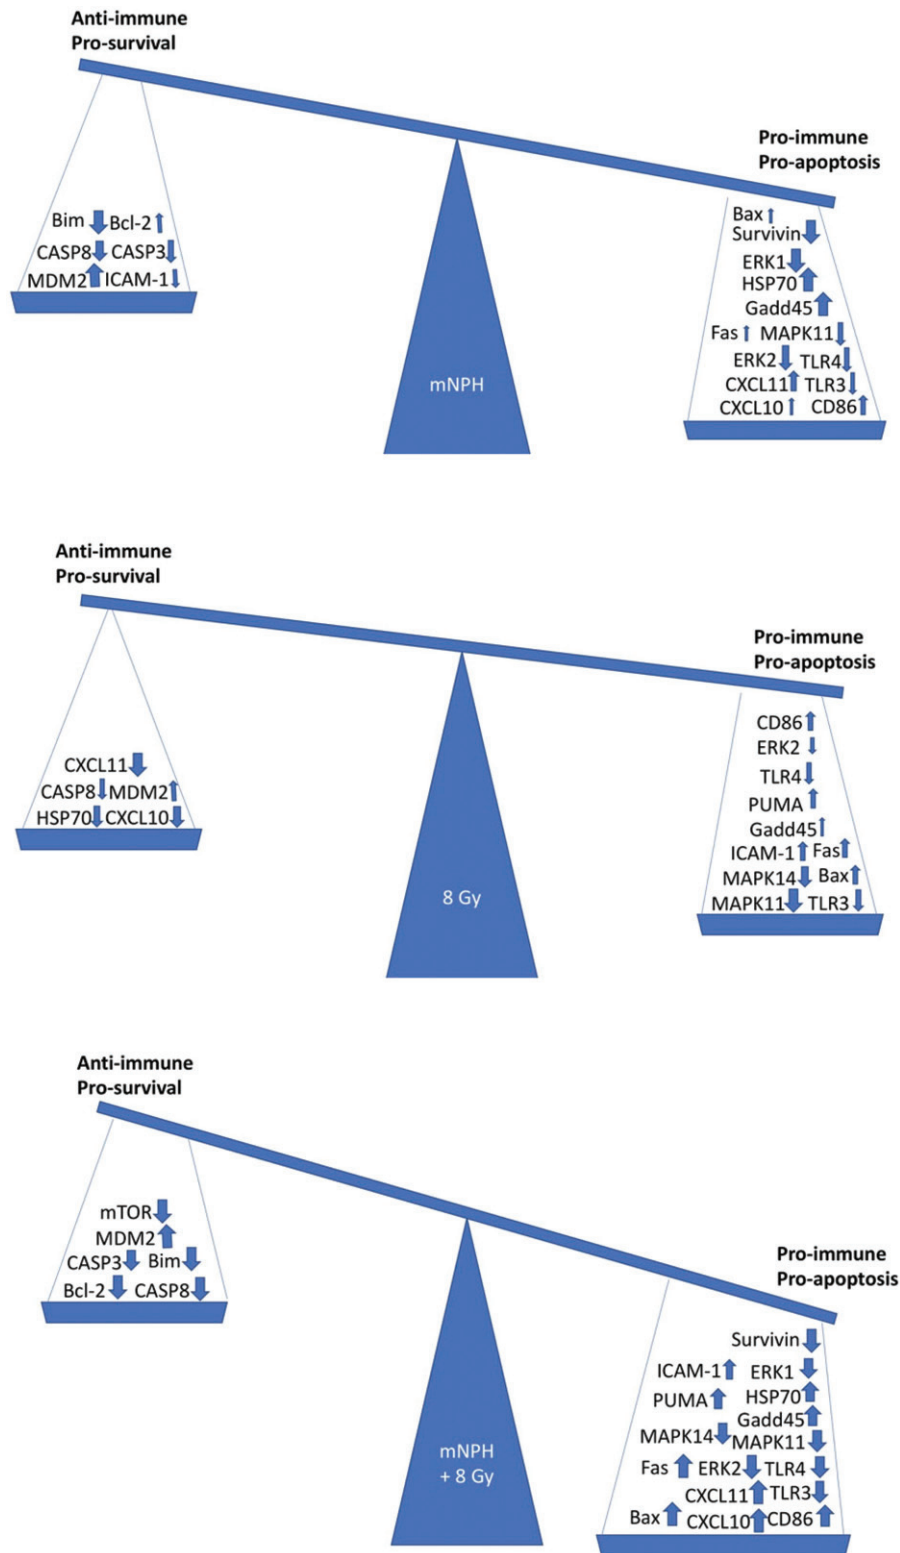 Anti-immune
Pro-survival
Pro-immune
Pro-apoptosis
Bim Bcl-2
CASP8 CASP3
MDM2 ICAM-1
Bax
Survivin
ERK1
HSP70
Gadd45
Fas MAPK11
ERK2 TLR4
CXCL11 TLR3
CXCL10 CD86
mNPH
Anti-immune
Pro-survival
Pro-immune
Pro-apoptosis
CXCL11
CASP8 MDM2
HSP70 CXCL10
CD86
ERK2
TLR4
PUMA
Gadd45
ICAM-1 Fas
MAPK14 Bax
MAPK11 TLR3
8 Gy
Anti-immune
Pro-survival
mTOR
MDM2
CASP3 Bim
Bcl-2 CASP8
Pro-immune
Pro-apoptosis
Survivin
ICAM-1 ERK1
PUMA HSP70
Gadd45
MAPK14 MAPK11
Fas ERK2 TLR4
CXCL11 TLR3
Bax CXCL10 CD86
mNPH
+ 8 Gy